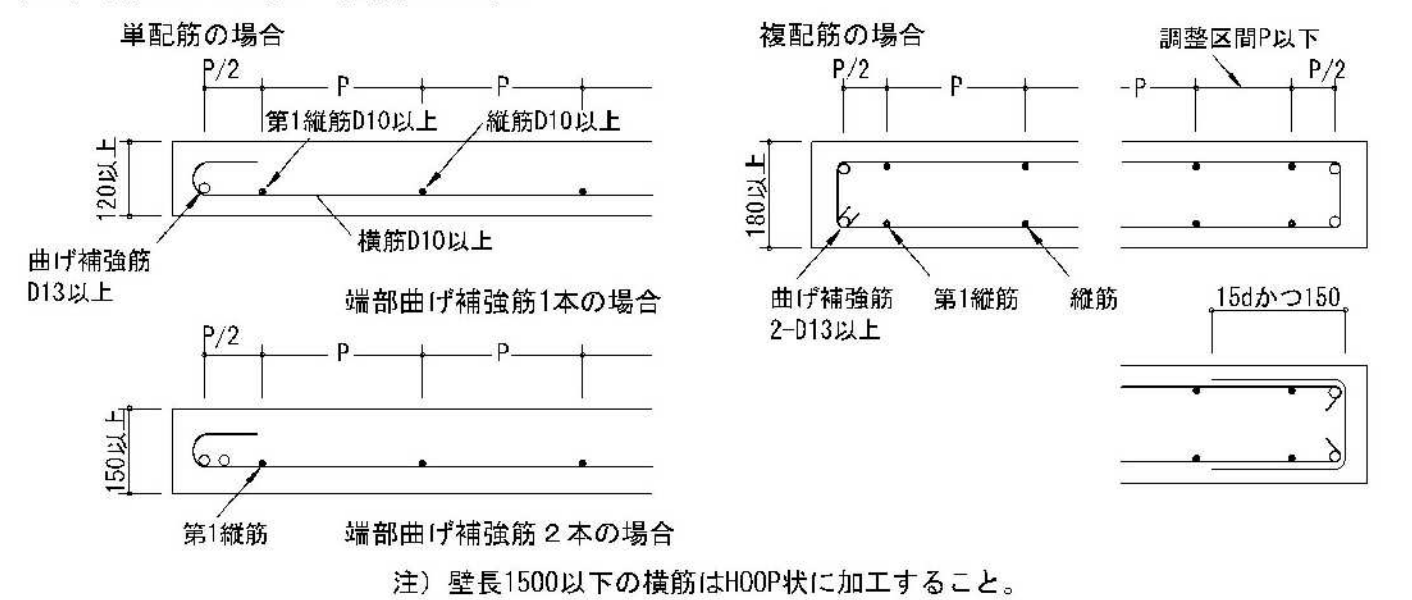 単配筋の場合
P/2
P
P
第1縦筋D10以上
縦筋D10以上
120以上
横筋D10以上
曲げ補強筋
D13以上
端部曲げ補強筋1本の場合
P/2
P
P
150以上
第1縦筋
端部曲げ補強筋2本の場合
複配筋の場合
調整区間P以下
P/2
P
P
P/2
180以上
曲げ補強筋
2-D13以上
第1縦筋
縦筋
15dかつ150
注）壁長1500以下の横筋はHOOP状に加工すること。